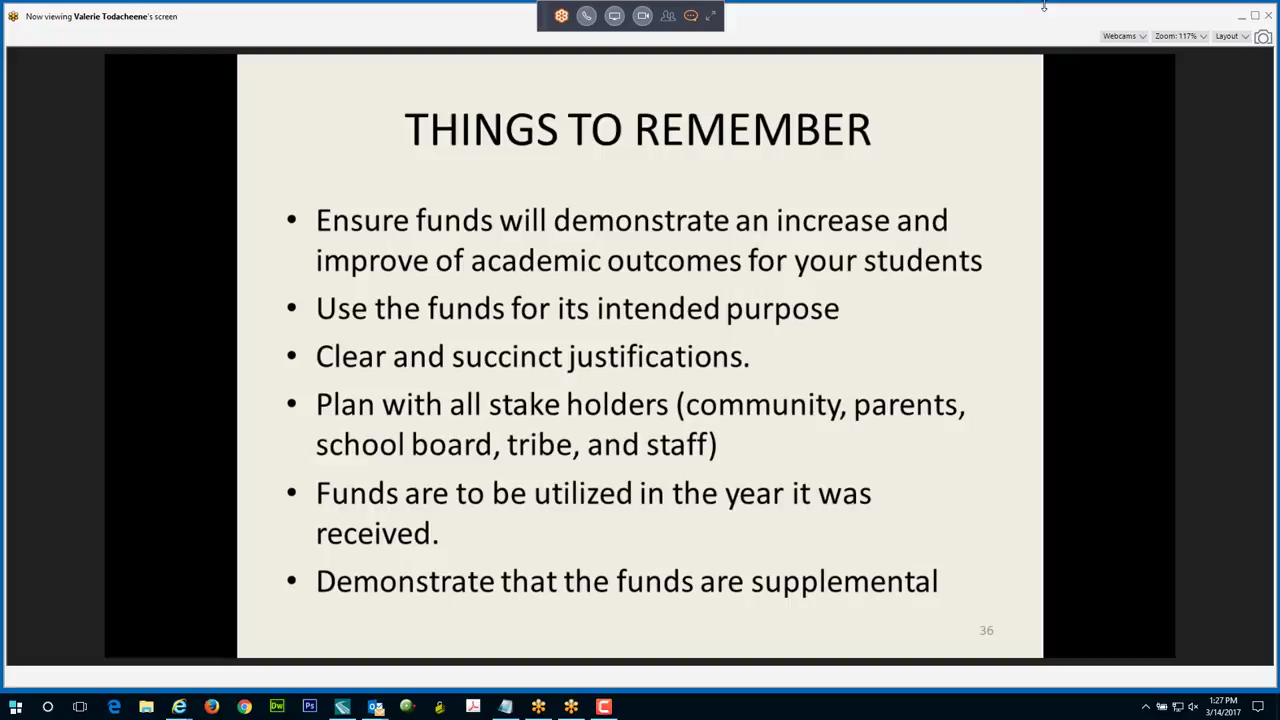 Now viewing Valerie Todacheene's screen
Webcams
Zoom: 117%
Layout
THINGS TO REMEMBER
• Ensure funds will demonstrate an increase and
improve of academic outcomes for your students
• Use the funds for its intended purpose
• Clear and succinct justifications.
• Plan with all stake holders (community, parents,
school board, tribe, and staff)
• Funds are to be utilized in the year it was
received.
• Demonstrate that the funds are supplemental
36
Dw
Ps
1:27 PM
3/14/2017